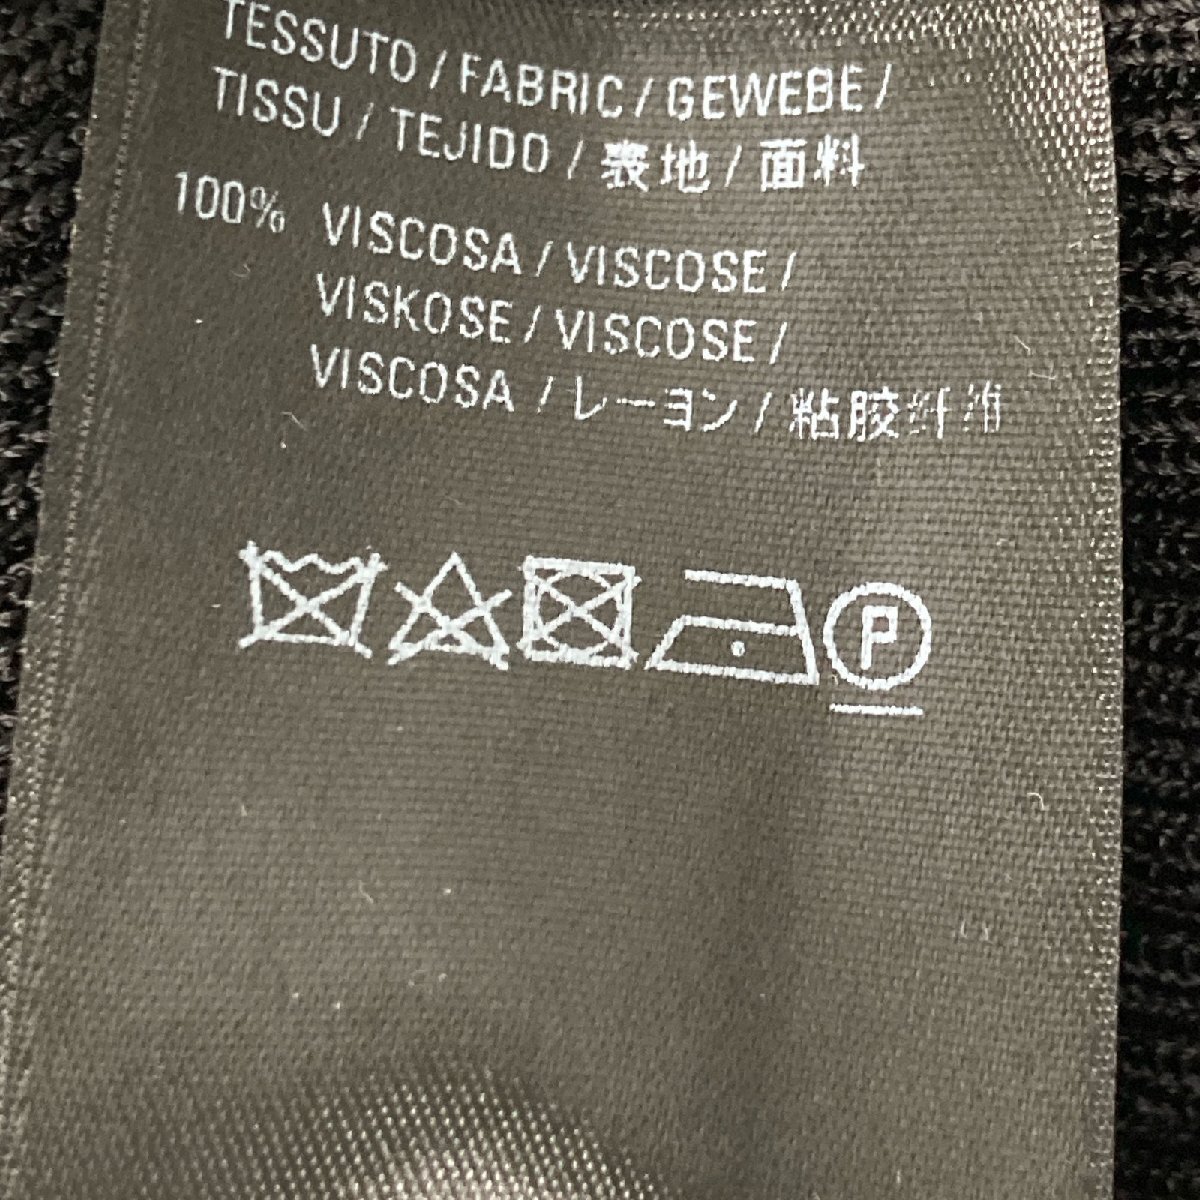 TESSUTO / FABRIC / GEWEBE /
TISSU / TEJIDO / 表地 / 面料
100% VISCOSA / VISCOSE /
VISKOSE / VISCOSE /
VISCOSA / レーヨン / 粘胶纤维
P